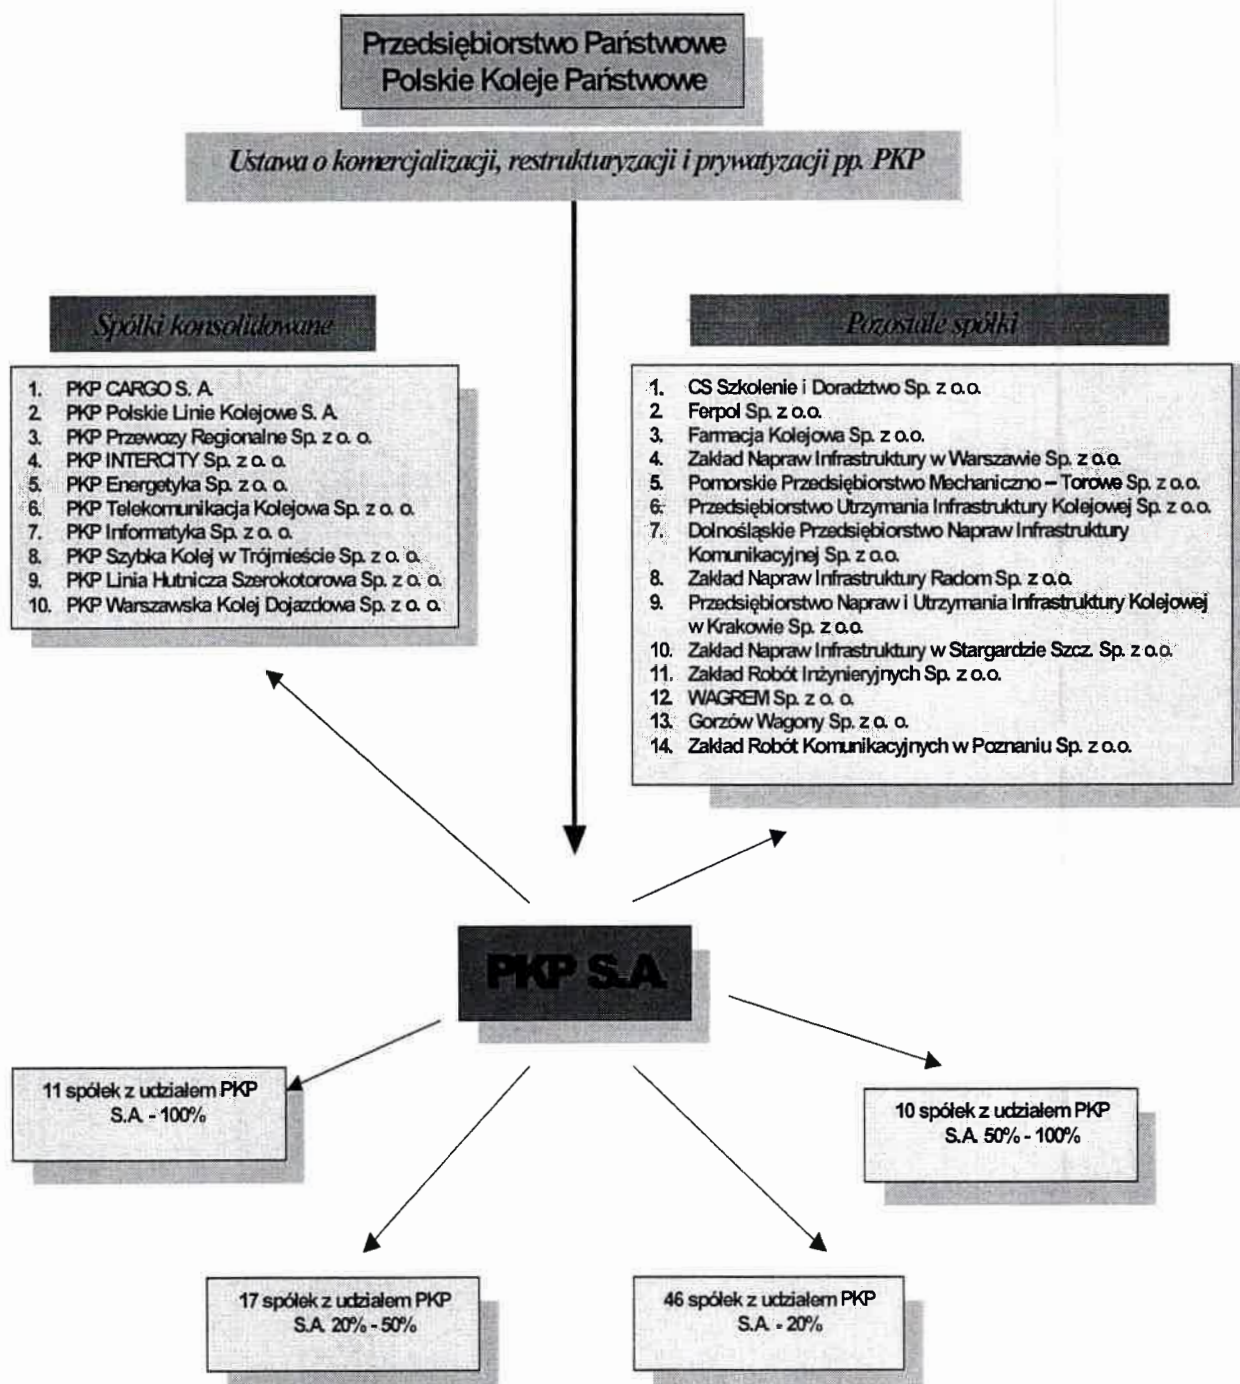 Przedsiębiorstwo Państwowe
Polskie Koleje Państwowe
Ustawa o komercjalizacji, restrukturyzacji i prywatyzacji pp. PKP
Spółki konsolidowane
1. PKP CARGO S. A.
2. PKP Polskie Linie Kolejowe S. A.
3. PKP Przewozy Regionalne Sp. z o. o.
4. PKP INTERCITY Sp. z o. o.
5. PKP Energetyka Sp. z o. o.
6. PKP Telekomunikacja Kolejowa Sp. z o. o.
7. PKP Informatyka Sp. z o. o.
8. PKP Szybka Kolej w Trójmieście Sp. z o. o.
9. PKP Linia Hutnicza Szerokotorowa Sp. z o. o.
10. PKP Warszawska Kolej Dojazdowa Sp. z o. o.
Pozostałe spółki
1. CS Szkolenie i Doradztwo Sp. z o.o.
2. Ferpol Sp. z o.o.
3. Farmacja Kolejowa Sp. z o.o.
4. Zakład Napraw Infrastruktury w Warszawie Sp. z o.o.
5. Pomorskie Przedsiębiorstwo Mechaniczno – Torowe Sp. z o.o.
6. Przedsiębiorstwo Utrzymania Infrastruktury Kolejowej Sp. z o.o.
7. Dolnośląskie Przedsiębiorstwo Napraw Infrastruktury
Komunikacyjnej Sp. z o.o.
8. Zakład Napraw Infrastruktury Radom Sp. z o.o.
9. Przedsiębiorstwo Napraw i Utrzymania Infrastruktury Kolejowej
w Krakowie Sp. z o.o.
10. Zakład Napraw Infrastruktury w Stargardzie Szcz. Sp. z o.o.
11. Zakład Robót Inżynieryjnych Sp. z o.o.
12. WAGREM Sp. z o. o.
13. Gorzów Wagony Sp. z o. o.
14. Zakład Robót Komunikacyjnych w Poznaniu Sp. z o.o.
PKP S.A.
11 spółek z udziałem PKP
S.A. - 100%
10 spółek z udziałem PKP
S.A. 50% - 100%
17 spółek z udziałem PKP
S.A. 20% - 50%
46 spółek z udziałem PKP
S.A. - 20%